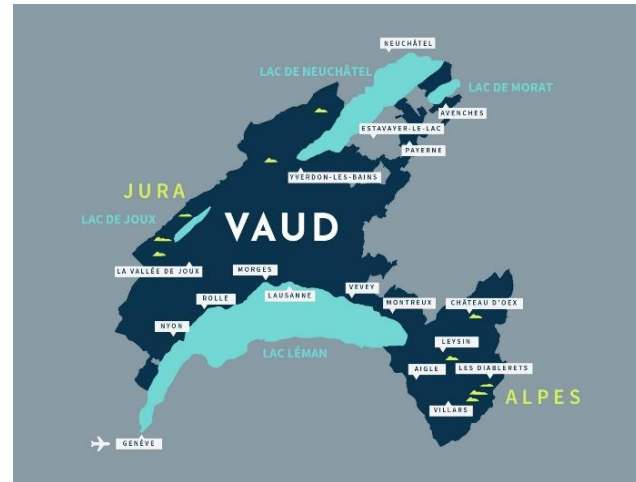 NEUCHÂTEL
LAC DE NEUCHÂTEL
LAC DE MORAT
AVENCHES
ESTAVAYER-LE-LAC
PAYERNE
YVERDON-LES-BAINS
JURA
LAC DE JOUX
VAUD
LA VALLÉE DE JOUX
MORGES
LAUSANNE
VEVEY
ROLLE
MONTREUX
CHÂTEAU D'OEX
NYON
LEYSIN
LAC LÉMAN
AIGLE
LES DIABLERETS
ALPES
VILLARS
GENÈVE